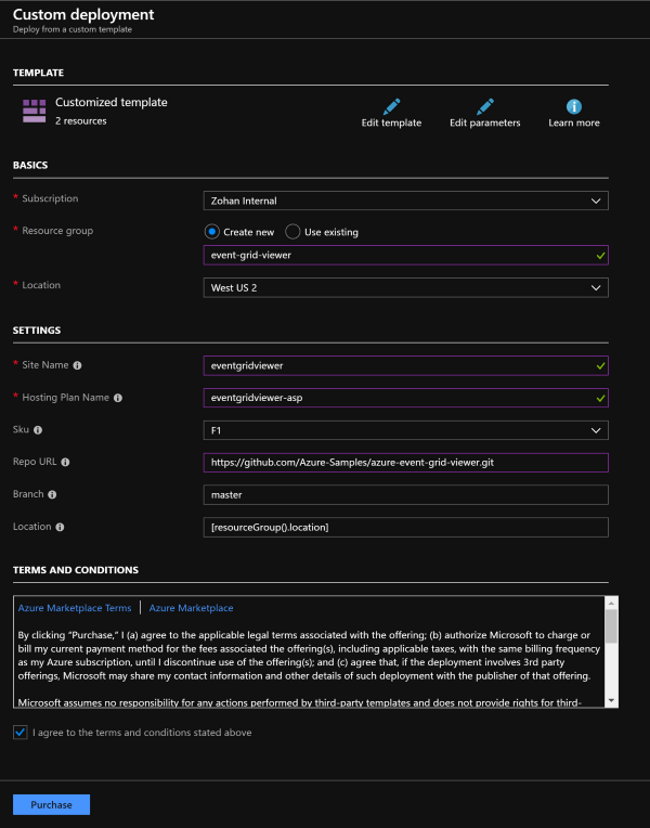 Custom deployment
Deploy from a custom template
TEMPLATE
Customized template
2 resources
Edit template
Edit parameters
Learn more
BASICS
* Subscription
Zohan Internal
* Resource group
Create new
Use existing
event-grid-viewer
* Location
West US 2
SETTINGS
* Site Name
eventgridviewer
* Hosting Plan Name
eventgridviewer-asp
Sku
F1
Repo URL
https://github.com/Azure-Samples/azure-event-grid-viewer.git
Branch
master
Location
[resourceGroup().location]
TERMS AND CONDITIONS
Azure Marketplace Terms | Azure Marketplace
By clicking “Purchase,” I (a) agree to the applicable legal terms associated with the offering; (b) authorize Microsoft to charge or
bill my current payment method for the fees associated the offering(s), including applicable taxes, with the same billing frequency
as my Azure subscription, until I discontinue use of the offering(s); and (c) agree that, if the deployment involves 3rd party
offerings, Microsoft may share my contact information and other details of such deployment with the publisher of that offering.
Microsoft assumes no responsibility for any actions performed by third-party templates and does not provide rights for third-
I agree to the terms and conditions stated above
Purchase